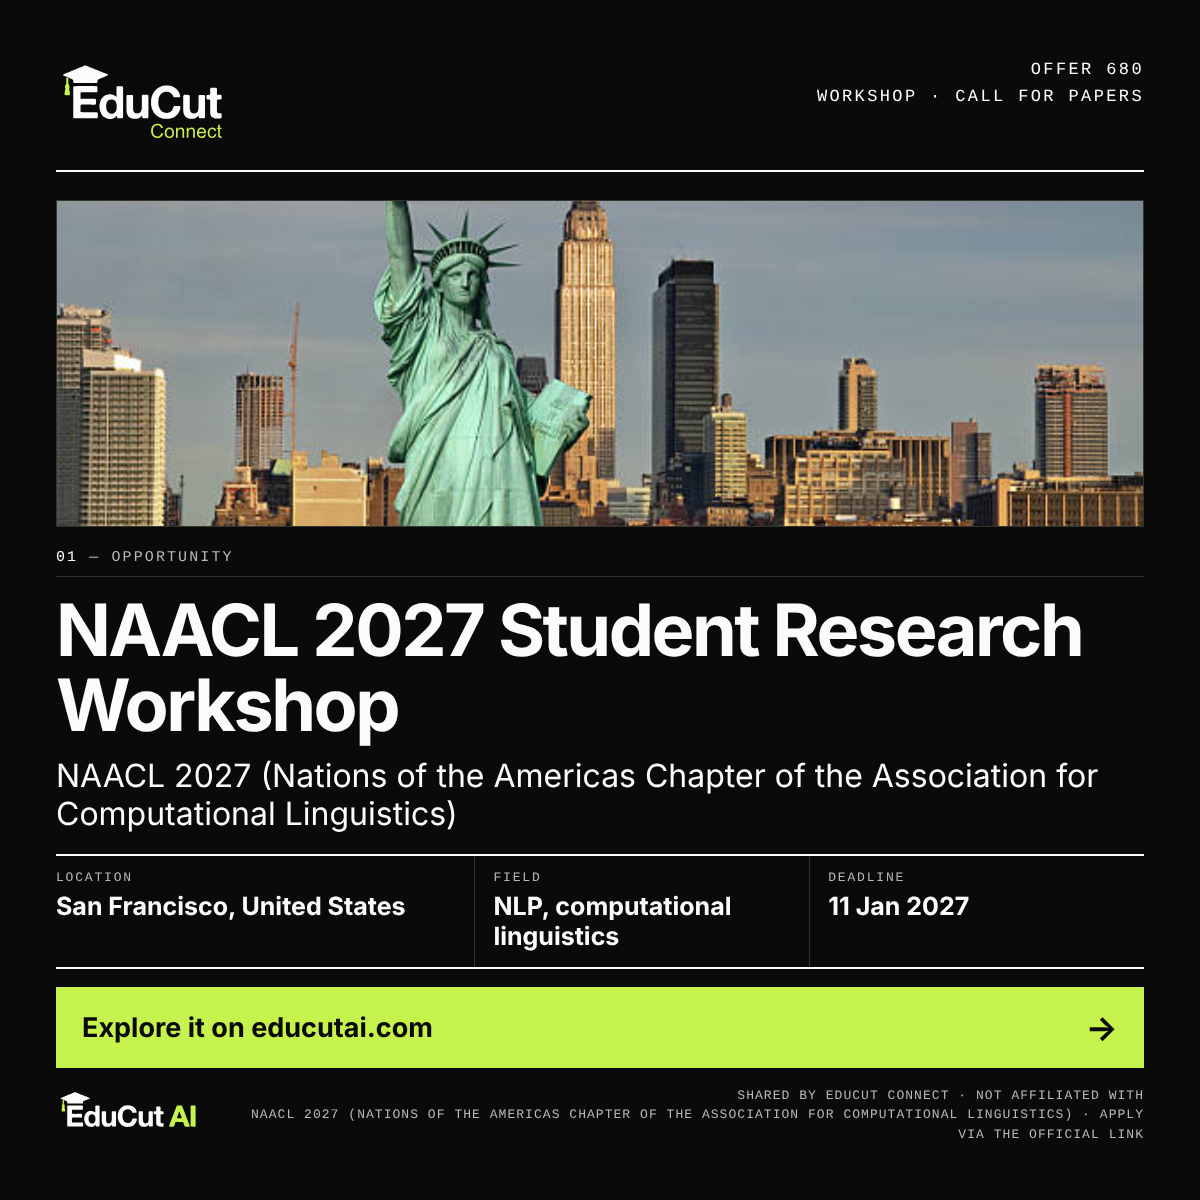 EduCut
Connect
OFFER 680
WORKSHOP · CALL FOR PAPERS
01 — OPPORTUNITY
NAACL 2027 Student Research
Workshop
NAACL 2027 (Nations of the Americas Chapter of the Association for
Computational Linguistics)
LOCATION
San Francisco, United States
FIELD
NLP, computational
linguistics
DEADLINE
11 Jan 2027
Explore it on educutai.com →
EduCut AI
SHARED BY EDUCUT CONNECT · NOT AFFILIATED WITH
NAACL 2027 (NATIONS OF THE AMERICAS CHAPTER OF THE ASSOCIATION FOR COMPUTATIONAL LINGUISTICS) · APPLY
VIA THE OFFICIAL LINK